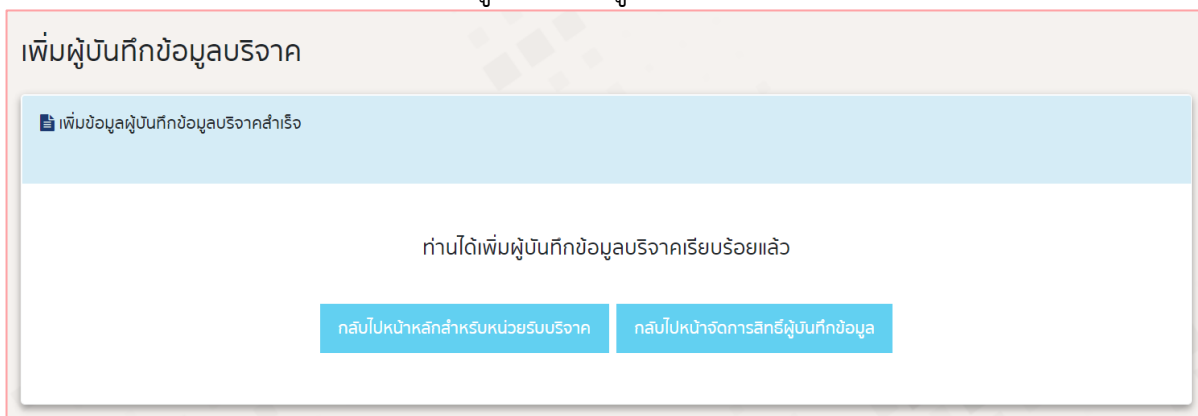 เพิ่มผู้บันทึกข้อมูลบริจาค
เพิ่มข้อมูลผู้บันทึกข้อมูลบริจาคสำเร็จ
ท่านได้เพิ่มผู้บันทึกข้อมูลบริจาคเรียบร้อยแล้ว
กลับไปหน้าหลักสำหรับหน่วยรับบริจาค กลับไปหน้าจัดการสิทธิ์ผู้บันทึกข้อมูล